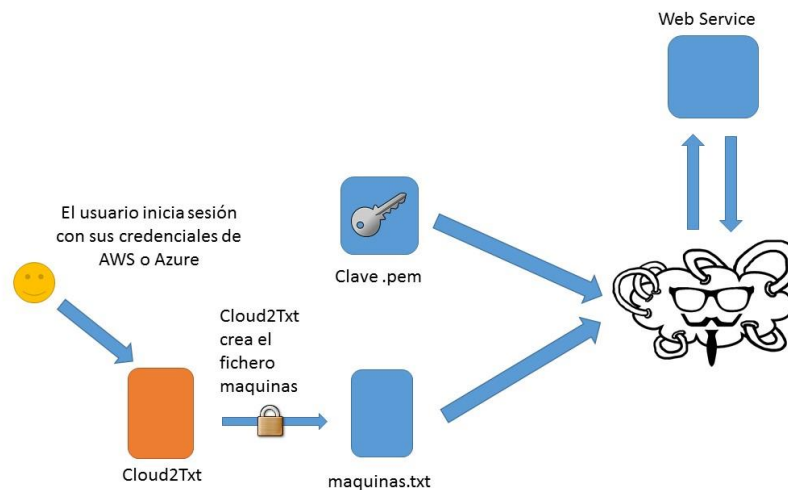 Web Service
El usuario inicia sesión
con sus credenciales de
AWS o Azure
Clave .pem
Cloud2Txt
crea el
fichero
maquinas
Cloud2Txt
maquinas.txt